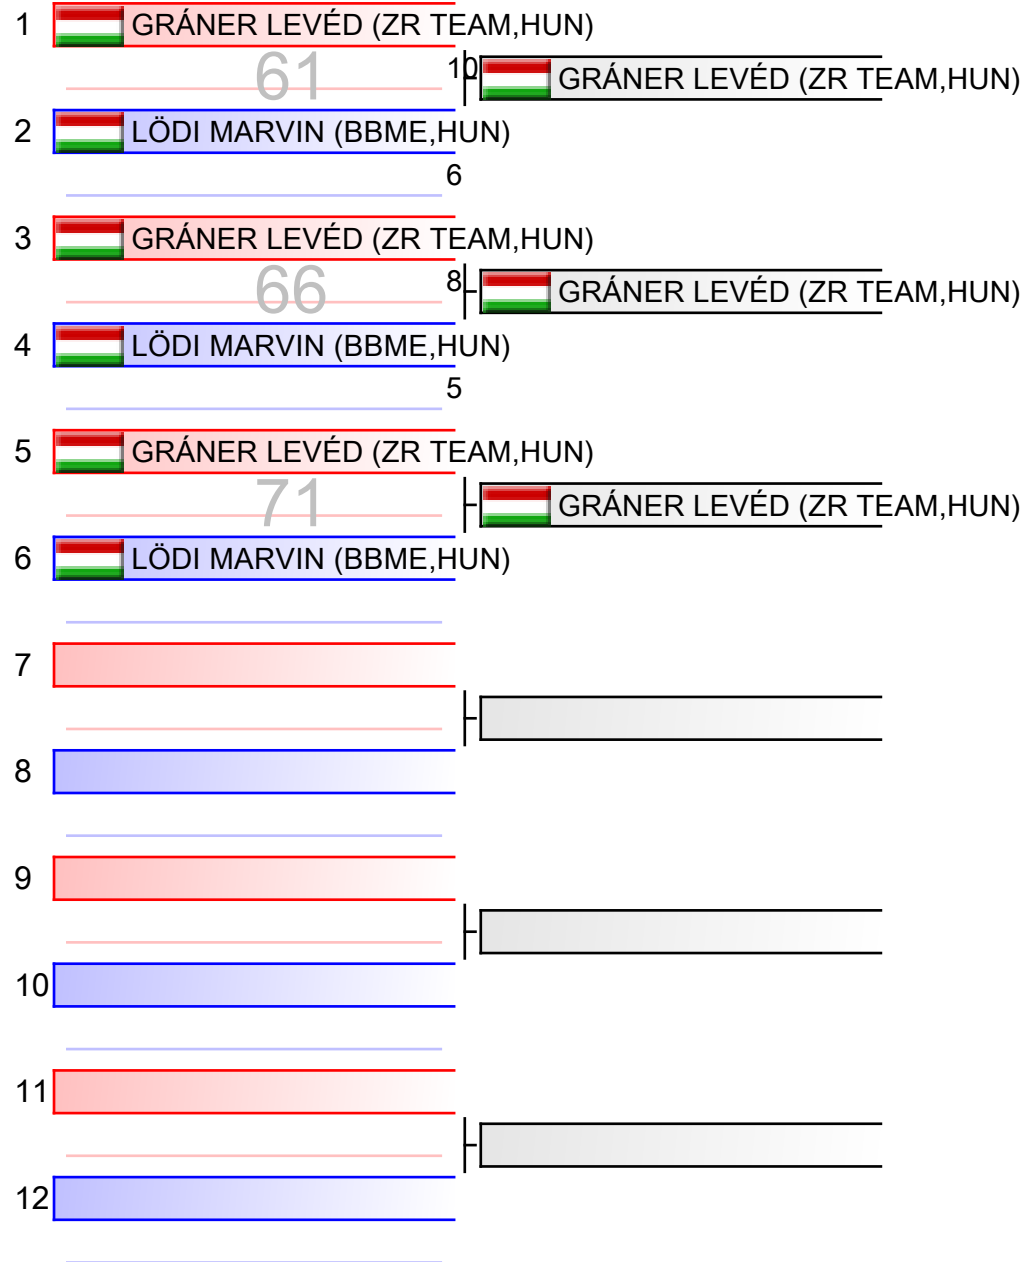 1 GRÁNER LEVÉD (ZR TEAM,HUN)
61 10 GRÁNER LEVÉD (ZR TEAM,HUN)
2 LÖDI MARVIN (BBME,HUN)
6
3 GRÁNER LEVÉD (ZR TEAM,HUN)
66 8 GRÁNER LEVÉD (ZR TEAM,HUN)
4 LÖDI MARVIN (BBME,HUN)
5
5 GRÁNER LEVÉD (ZR TEAM,HUN)
71 GRÁNER LEVÉD (ZR TEAM,HUN)
6 LÖDI MARVIN (BBME,HUN)
7
8
9
10
11
12